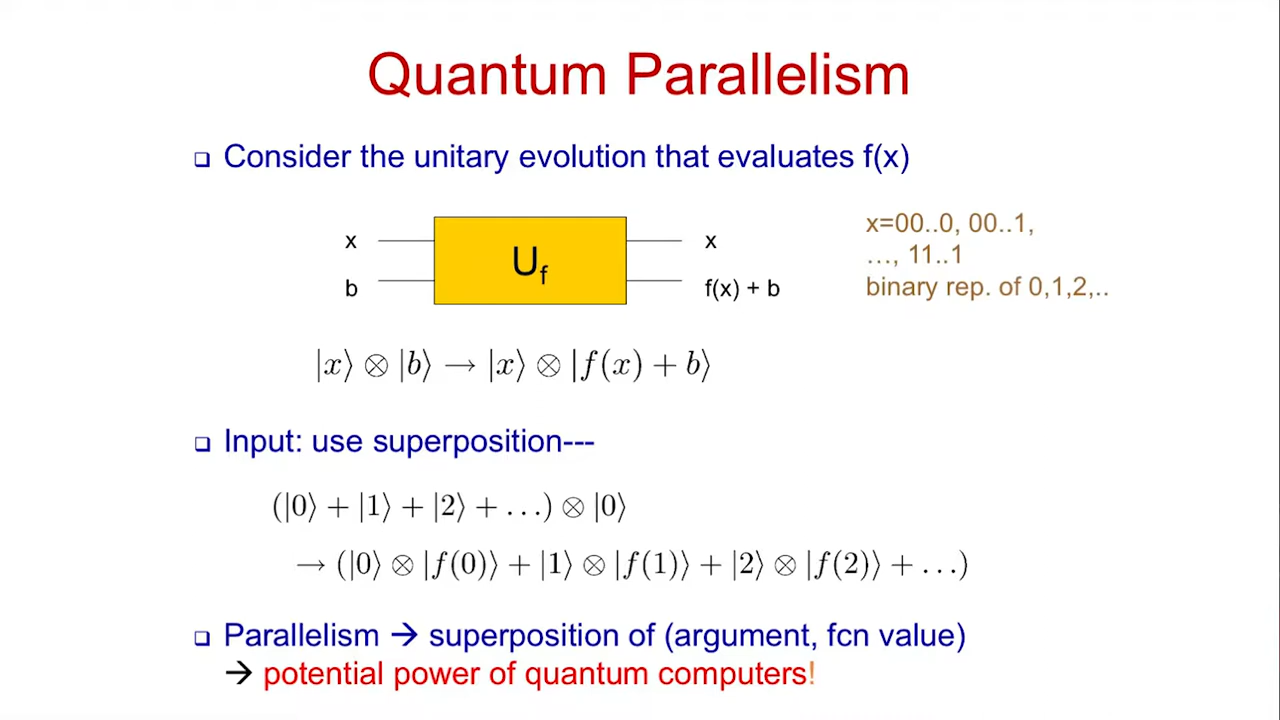 Quantum Parallelism
❑ Consider the unitary evolution that evaluates f(x)
x U_f x
b f(x) + b
x=00..0, 00..1,
…, 11..1
binary rep. of 0,1,2,..
|x⟩ ⊗ |b⟩ → |x⟩ ⊗ |f(x) + b⟩
❑ Input: use superposition---
(|0⟩ + |1⟩ + |2⟩ + …) ⊗ |0⟩
→ (|0⟩ ⊗ |f(0)⟩ + |1⟩ ⊗ |f(1)⟩ + |2⟩ ⊗ |f(2)⟩ + …)
❑ Parallelism → superposition of (argument, fcn value)
→ potential power of quantum computers!